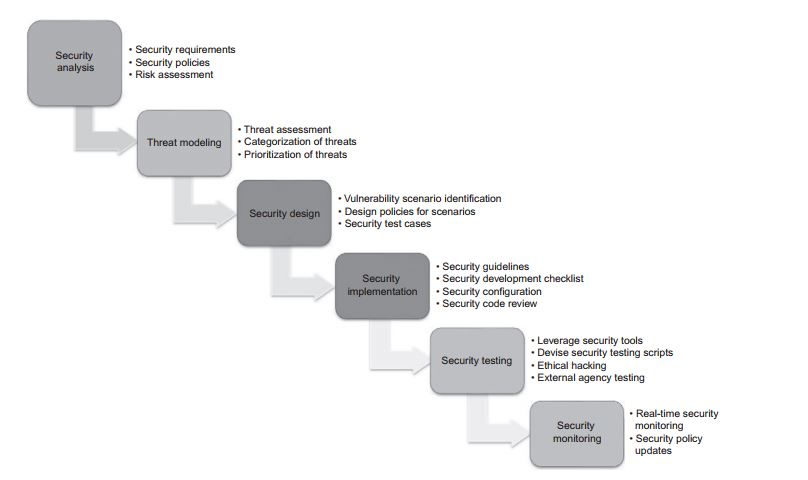 Security
analysis
• Security requirements
• Security policies
• Risk assessment
Threat modeling
• Threat assessment
• Categorization of threats
• Prioritization of threats
Security design
• Vulnerability scenario identification
• Design policies for scenarios
• Security test cases
Security
implementation
• Security guidelines
• Security development checklist
• Security configuration
• Security code review
Security testing
• Leverage security tools
• Devise security testing scripts
• Ethical hacking
• External agency testing
Security
monitoring
• Real-time security
monitoring
• Security policy
updates